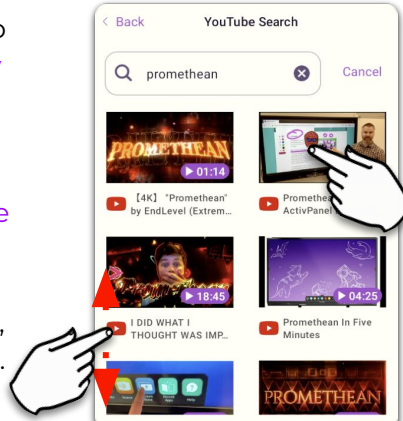 Back
YouTube Search
promethean
Cancel
PROMETHEAN
01:14
【4K】 "Promethean"
by EndLevel (Extrem...
ActivPanel
18:45
I DID WHAT I
THOUGHT WAS IMP...
04:25
Promethean In Five
Minutes
PROMETHEAN